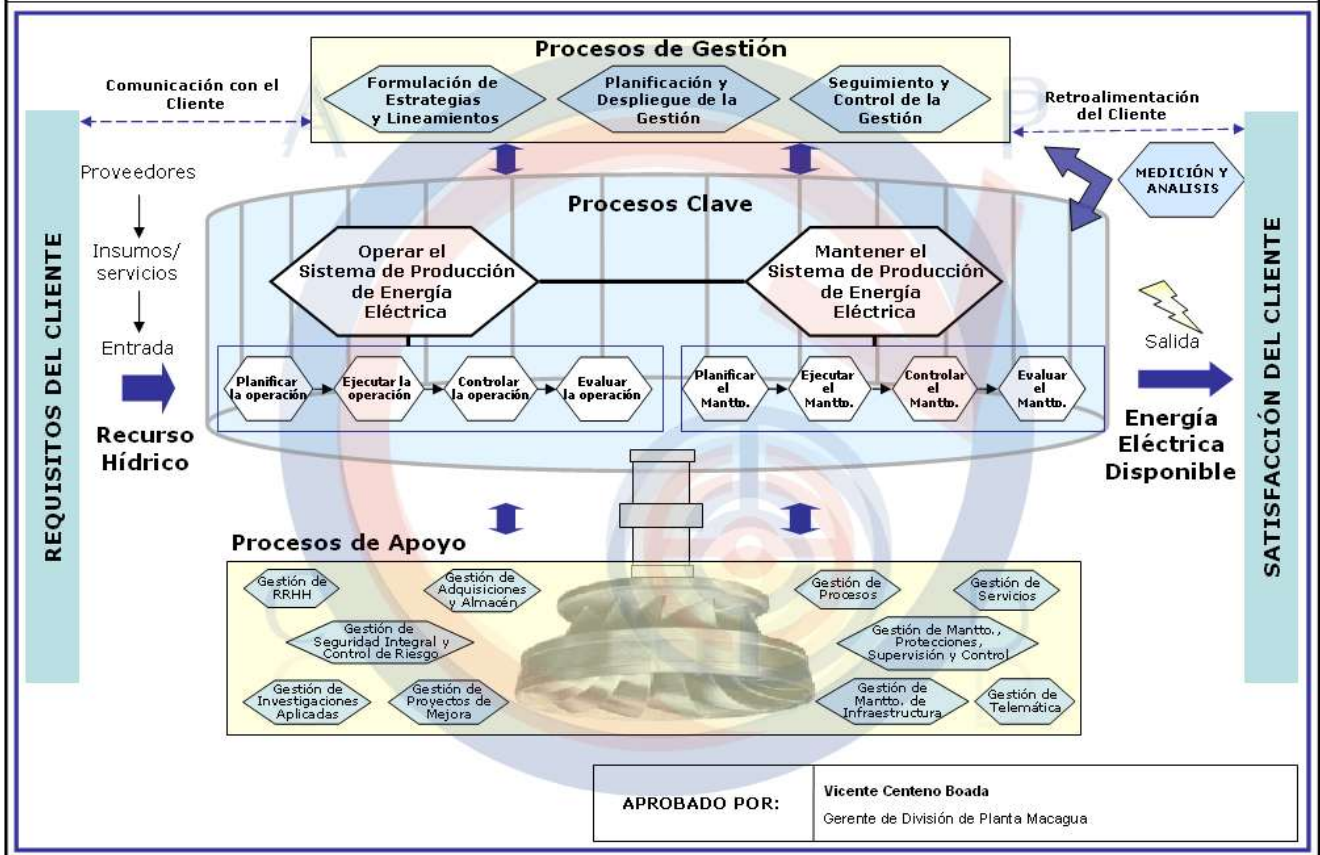 Procesos de Gestión
Formulación de
Estrategias
y Lineamientos
Planificación y
Despliegue de la
Gestión
Seguimiento y
Control de la
Gestión
Comunicación con el
Cliente
Retroalimentación
del Cliente
MEDICIÓN Y
ANALISIS
A
P
REQUISITOS DEL CLIENTE
Proveedores
Insumos/
servicios
Entrada
Recurso
Hídrico
Procesos Clave
Operar el
Sistema de Producción
de Energía
Eléctrica
Mantener el
Sistema de Producción
de Energía
Eléctrica
Planificar
la operación
Ejecutar la
operación
Controlar
la operación
Evaluar
la operación
Planificar
el
Mantto.
Ejecutar
el
Mantto.
Controlar
el
Mantto.
Evaluar
el
Mantto.
Salida
Energía
Eléctrica
Disponible
SATISFACCIÓN DEL CLIENTE
Procesos de Apoyo
Gestión de
RRHH
Gestión de
Adquisiciones
y Almacén
Gestión de
Seguridad Integral y
Control de Riesgo
Gestión de
Investigaciones
Aplicadas
Gestión de
Proyectos de
Mejora
Gestión de
Procesos
Gestión de
Servicios
Gestión de Mantto.,
Protecciones,
Supervisión y Control
Gestión de
Mantto. de
Infraestructura
Gestión de
Telemática
APROBADO POR:
Vicente Centeno Boada
Gerente de División de Planta Macagua